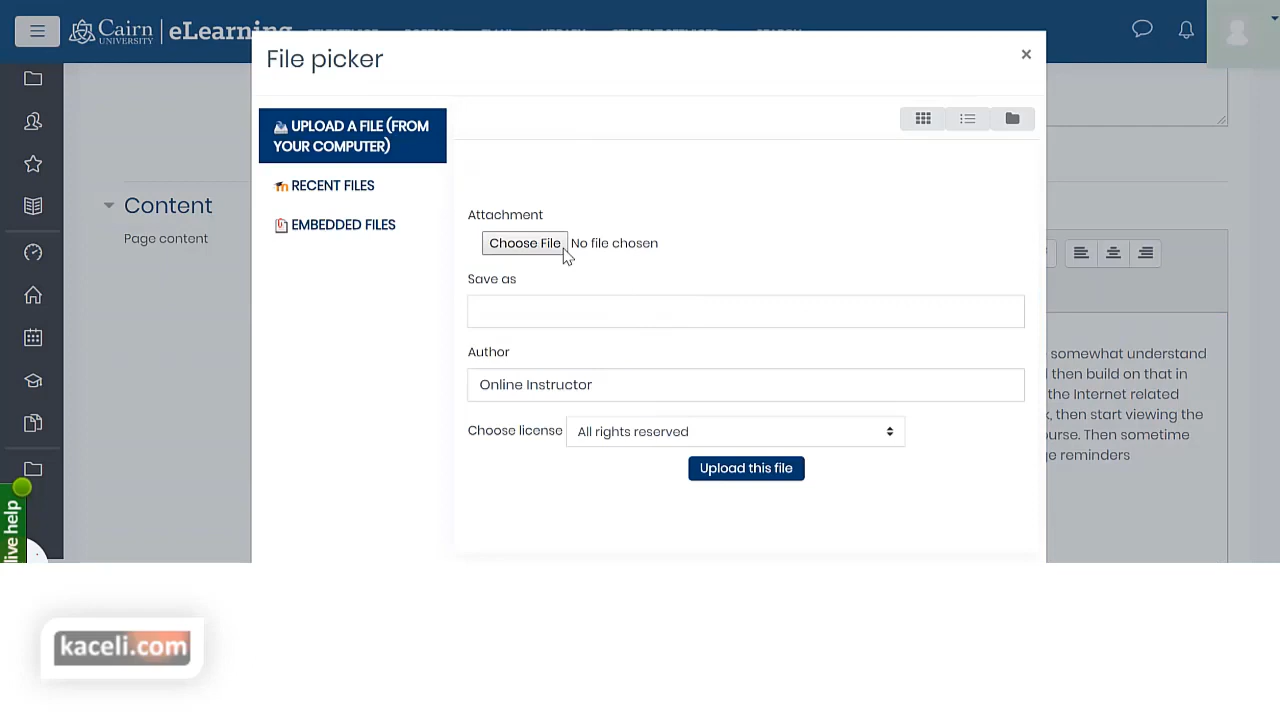 Cairn
UNIVERSITY
eLearning
File picker
×
UPLOAD A FILE (FROM
YOUR COMPUTER)
RECENT FILES
EMBEDDED FILES
Attachment
Choose File No file chosen
Save as
Author
Online Instructor
Choose license All rights reserved
Upload this file
Content
Page content
somewhat understand
then build on that in
the Internet related
, then start viewing the
urse. Then sometime
ge reminders
live help
kaceli.com